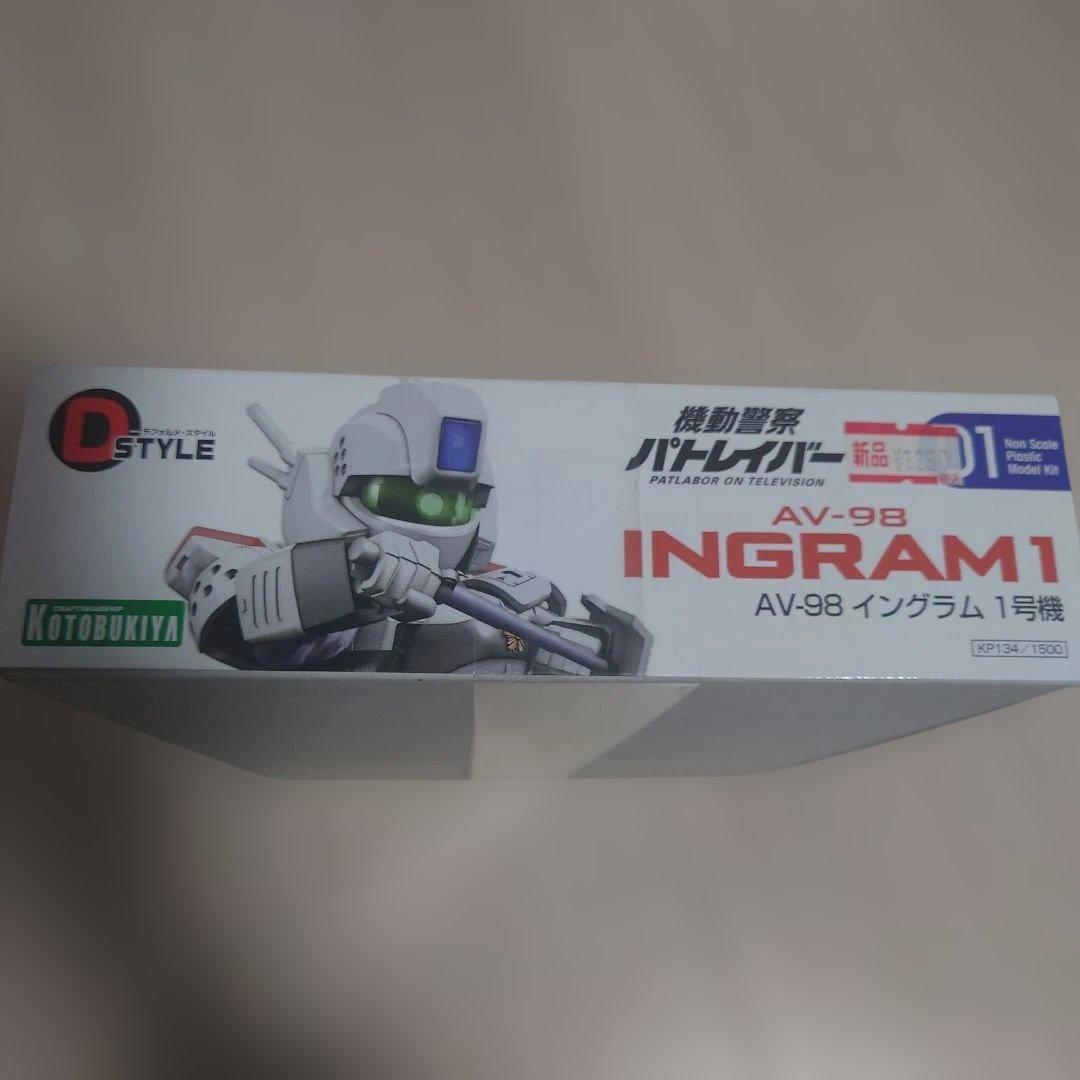 D STYLE
デフォルメ・スタイル
CRAFTSMANSHIP
KOTOBUKIYA
機動警察
パトレイバー
PATLABOR ON TELEVISION
新品 ¥1260
01
Non Scale
Plastic
Model Kit
AV-98
INGRAM1
AV-98 イングラム 1号機
KP134/1500